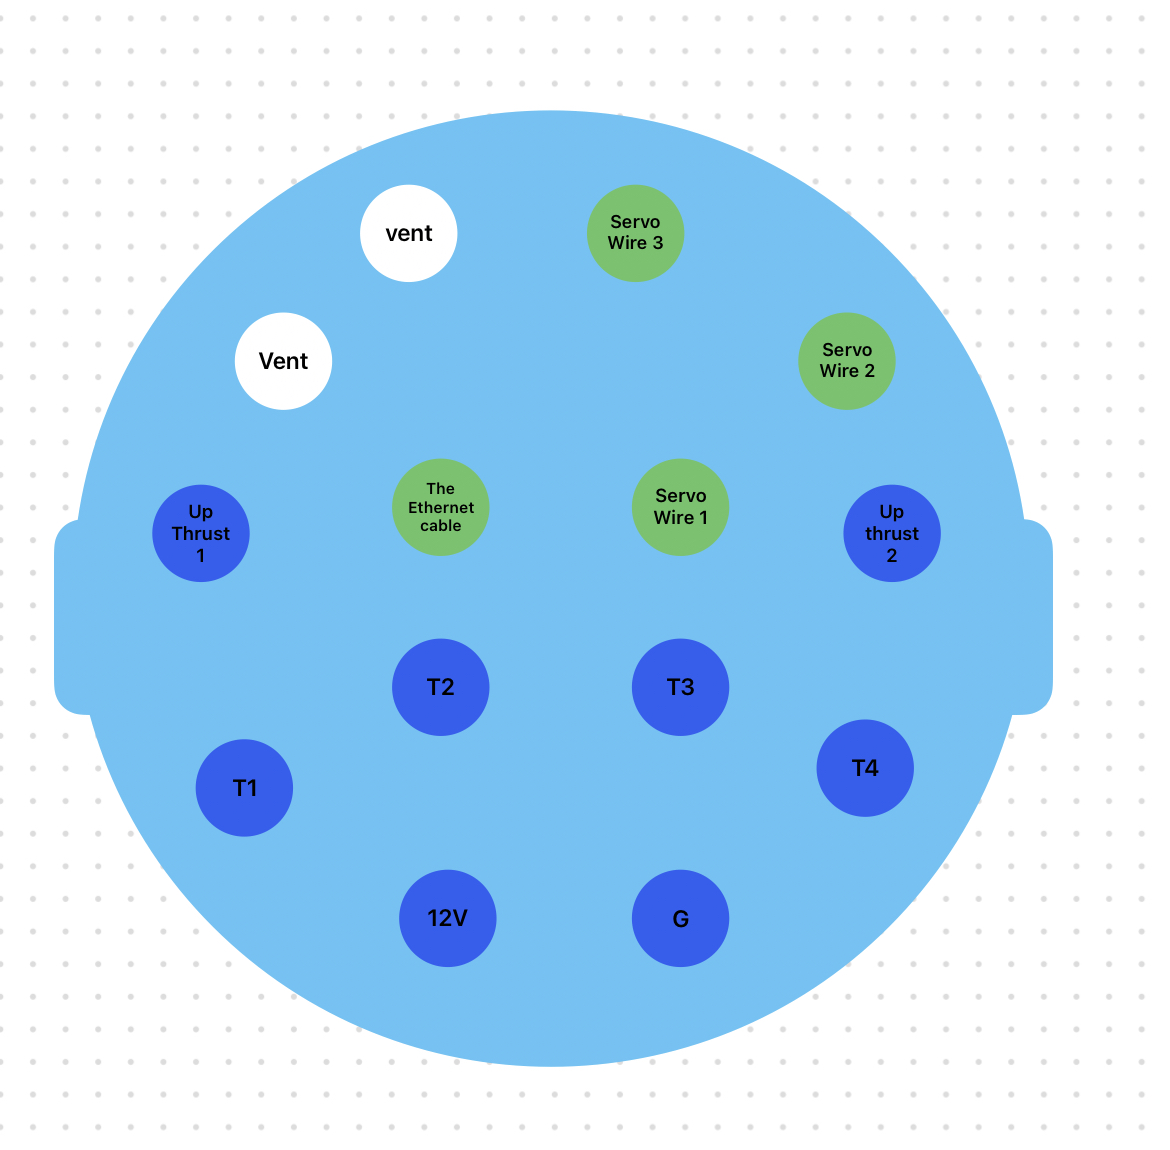 vent
Servo
Wire 3
Vent
Servo
Wire 2
Up
Thrust
1
The
Ethernet
cable
Servo
Wire 1
Up
thrust
2
T2
T3
T1
T4
12V
G